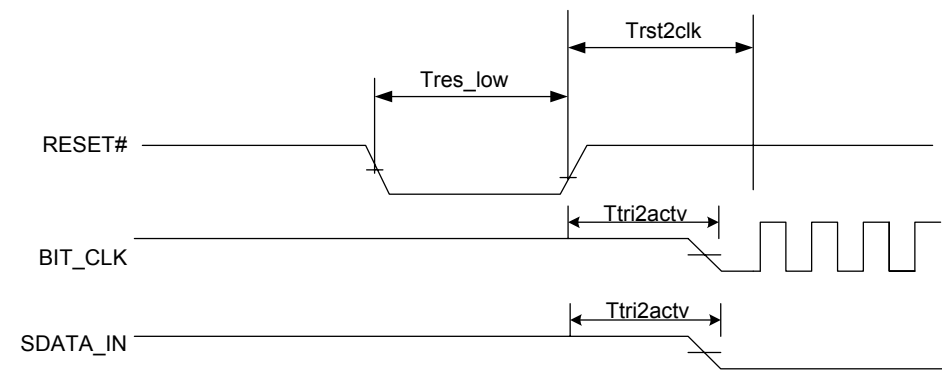 Trst2clk
Tres_low
RESET#
Ttri2actv
BIT_CLK
Ttri2actv
SDATA_IN